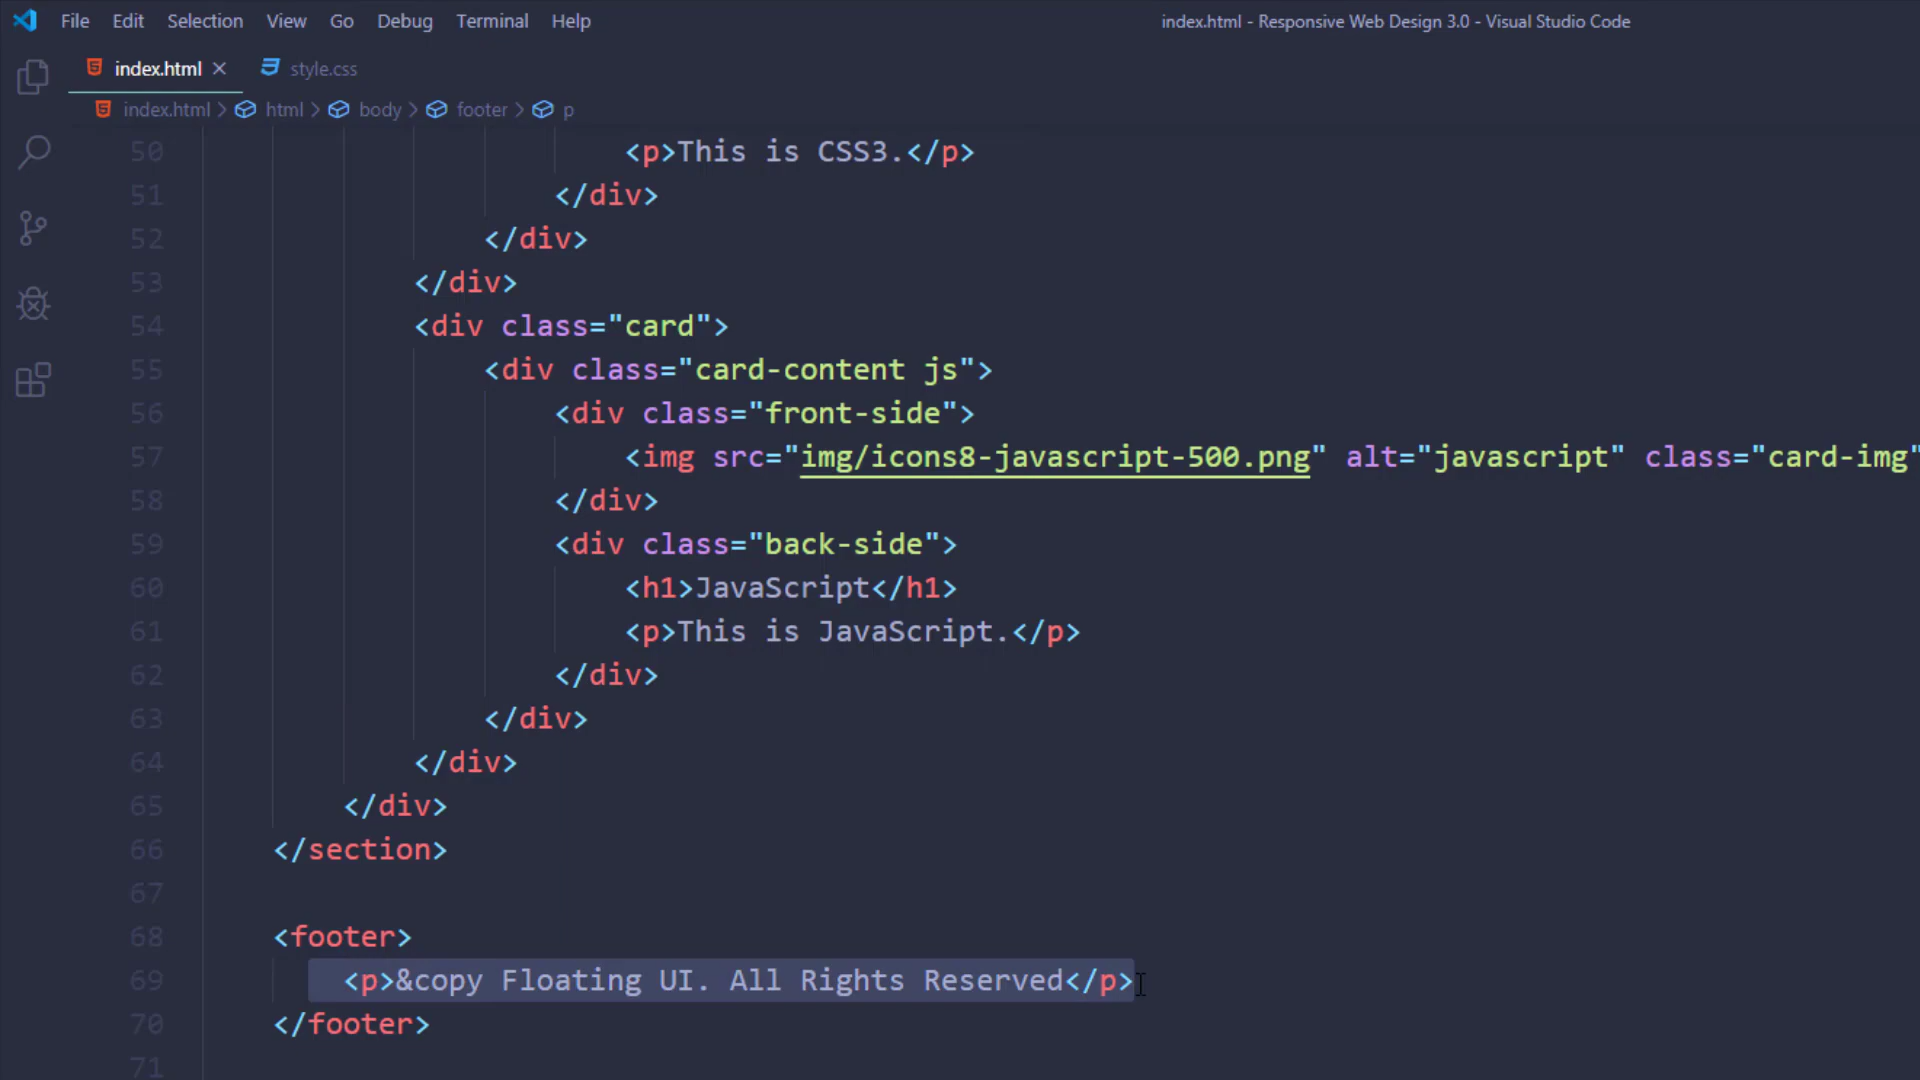 File Edit Selection View Go Debug Terminal Help index.html - Responsive Web Design 3.0 - Visual Studio Code
index.html style.css
index.html html body footer p
50 <p>This is CSS3.</p>
51 </div>
52 </div>
53 </div>
54 <div class="card">
55 <div class="card-content js">
56 <div class="front-side">
57 <img src="img/icons8-javascript-500.png" alt="javascript" class="card-img"
58 </div>
59 <div class="back-side">
60 <h1>JavaScript</h1>
61 <p>This is JavaScript.</p>
62 </div>
63 </div>
64 </div>
65 </div>
66 </section>
67
68 <footer>
69 <p>&copy Floating UI. All Rights Reserved</p>
70 </footer>
71